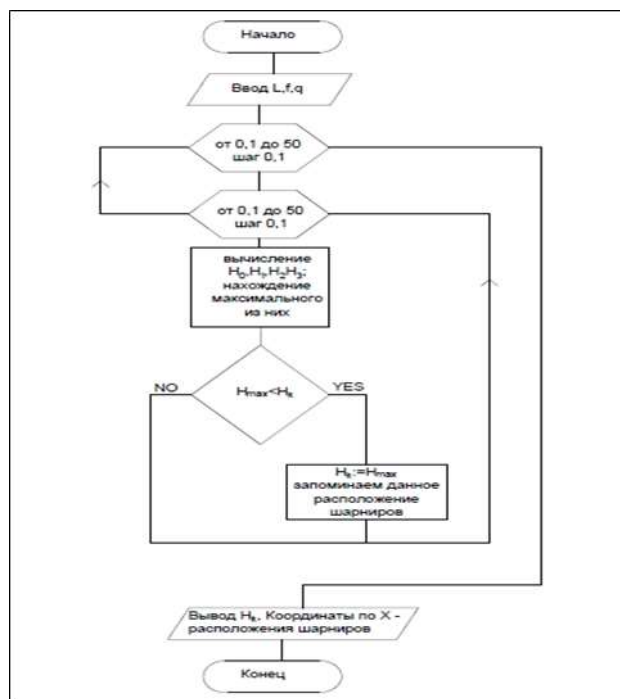 Начало
Ввод L,f,q
от 0,1 до 50
шаг 0,1
от 0,1 до 50
шаг 0,1
вычисление
H₀,H₁,H₂H₃;
нахождение
максимального
из них
NO
Hmax<Hₖ
YES
Hₖ:=Hmax
запоминаем данное
расположение
шарниров
Вывод Hₖ, Координаты по X -
расположения шарниров
Конец